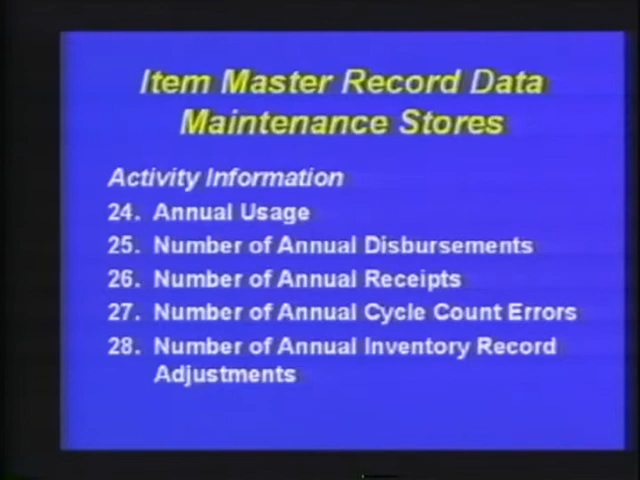 Item Master Record Data
Maintenance Stores
Activity Information
24. Annual Usage
25. Number of Annual Disbursements
26. Number of Annual Receipts
27. Number of Annual Cycle Count Errors
28. Number of Annual Inventory Record
Adjustments